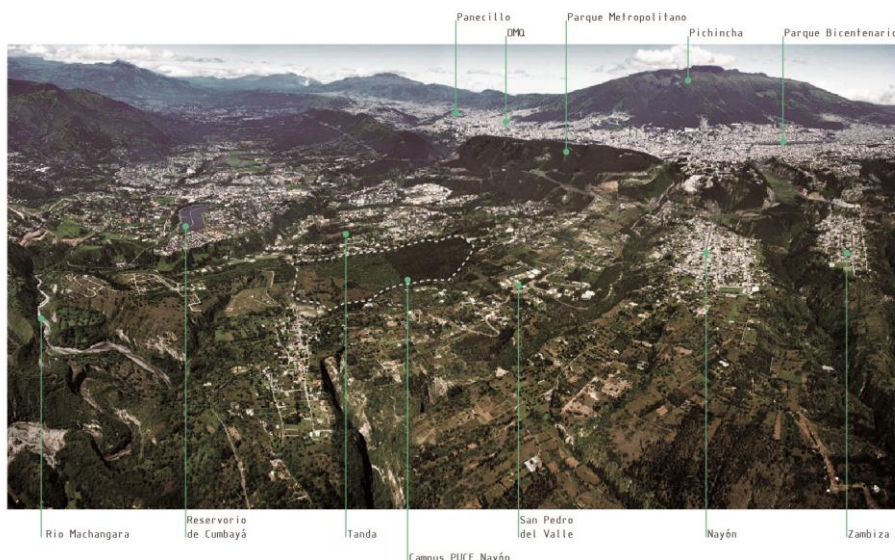 Panecillo
Parque Metropolitano
DMQ
Pichincha
Parque Bicentenario
Rio Machangara
Reservorio
de Cumbayá
Tanda
Campus PUCE Nayón
San Pedro
del Valle
Nayón
Zambiza